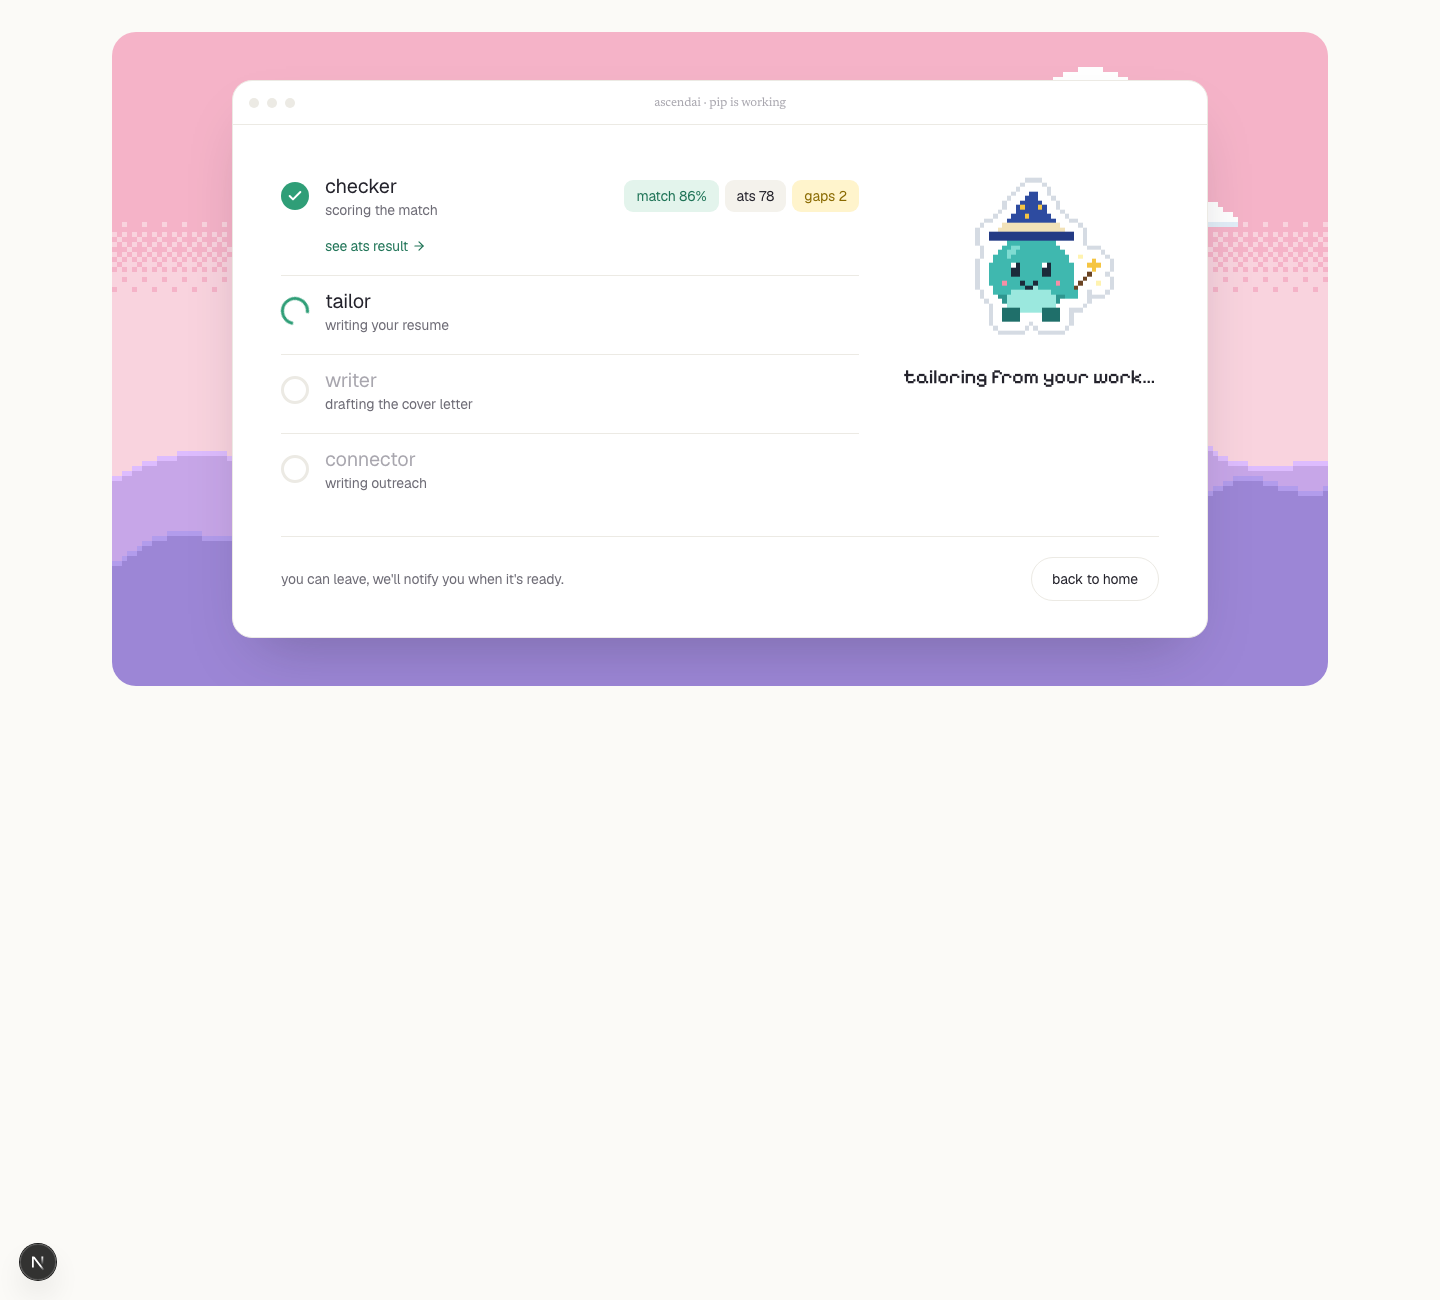 ascendai · pip is working
checker
scoring the match
match 86%
ats 78
gaps 2
see ats result →
tailor
writing your resume
writer
drafting the cover letter
connector
writing outreach
tailoring from your work...
you can leave, we'll notify you when it's ready.
back to home
N